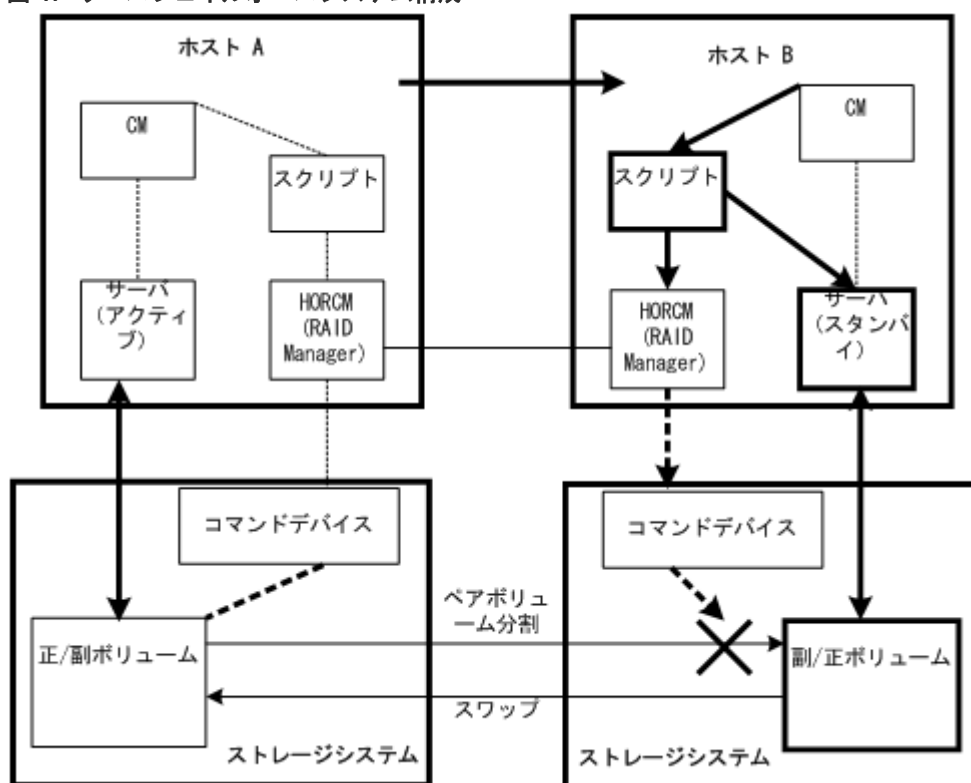 ホスト A
ホスト B
CM
スクリプト
サーバ
（アクティ
ブ）
HORCM
(RAID
Manager)
CM
スクリプト
HORCM
(RAID
Manager)
サーバ
（スタンバ
イ）
コマンドデバイス
正/副ボリューム
ストレージシステム
ペアボリュ
ーム分割
スワップ
コマンドデバイス
副/正ボリューム
ストレージシステム